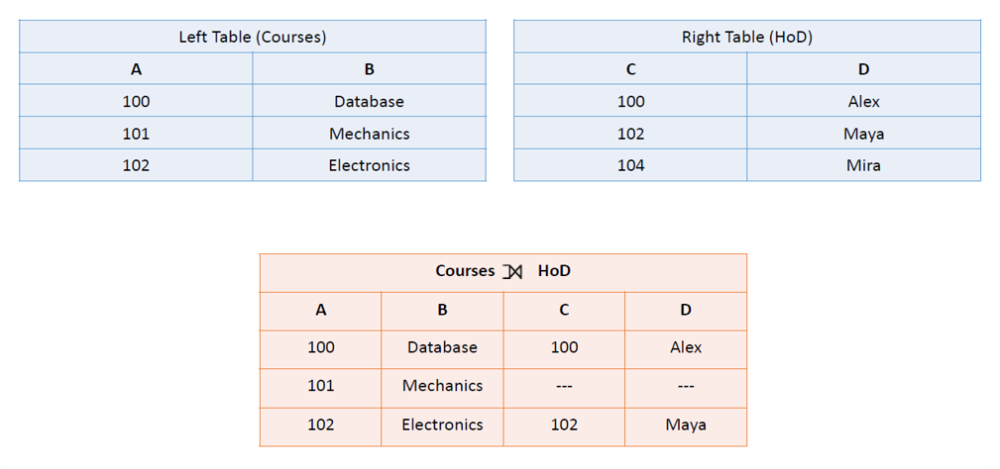 Left Table (Courses)
A B
100 Database
101 Mechanics
102 Electronics
Right Table (HoD)
C D
100 Alex
102 Maya
104 Mira
Courses ⟕ HoD
A B C D
100 Database 100 Alex
101 Mechanics --- ---
102 Electronics 102 Maya